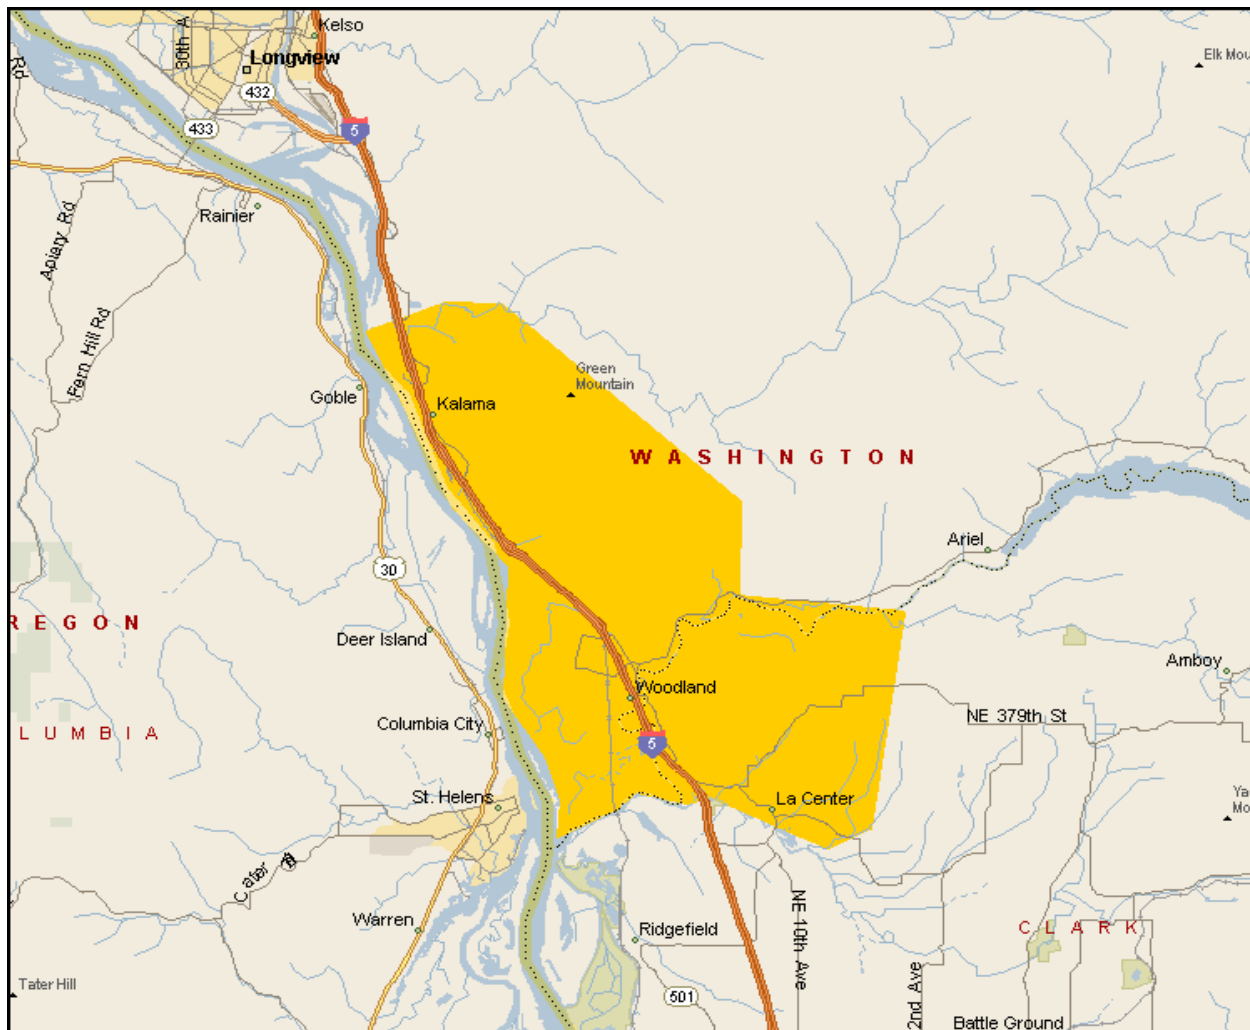 Kelso
30th A
Longview
Elk Mou
Rd
432
433
5
Rainier
Apiary Rd
Fern Hill Rd
Green
Mountain
Goble
Kalama
WASHINGTON
Ariel
30
REGON
Deer Island
Amboy
Woodland
NE 379th St
LUMBIA
Columbia City
5
St. Helens
La Center
Ya
Mo
Cater
Warren
NE 10th Ave
Ridgefield
CLARK
Tater Hill
501
2nd Ave
Battle Ground